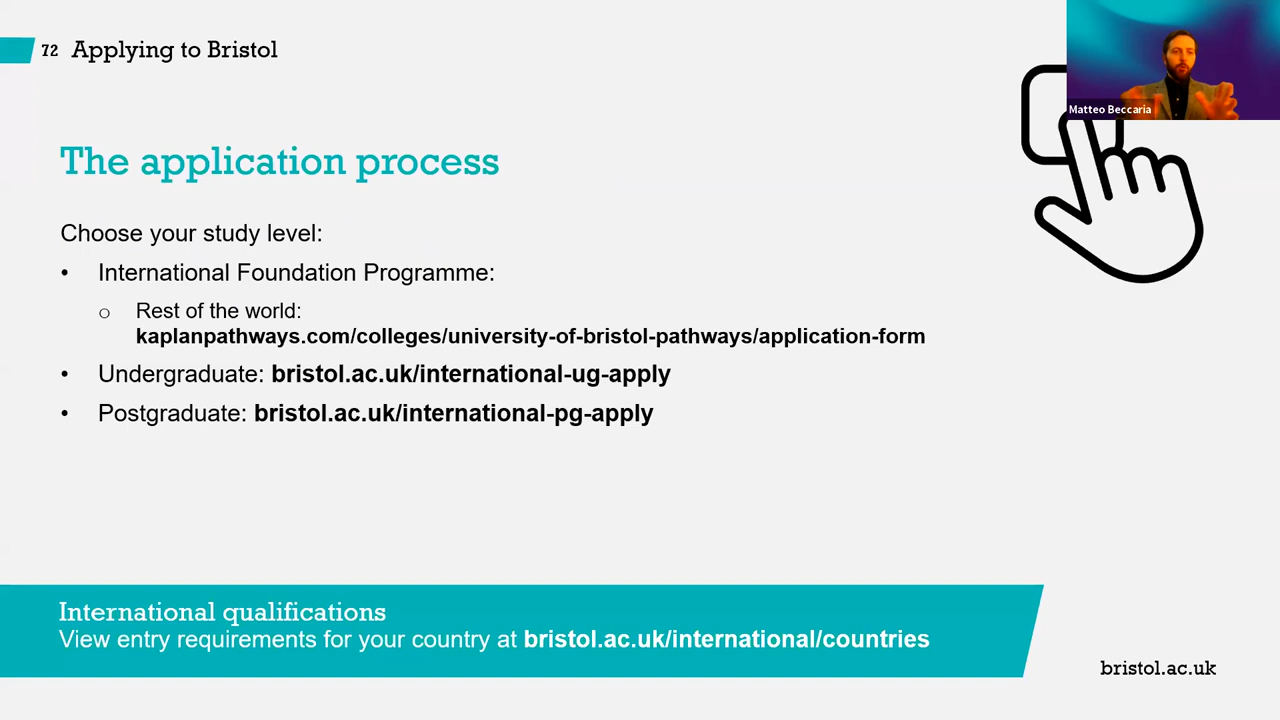 72 Applying to Bristol
Matteo Beccaria
The application process
Choose your study level:
• International Foundation Programme:
o Rest of the world:
kaplanpathways.com/colleges/university-of-bristol-pathways/application-form
• Undergraduate: bristol.ac.uk/international-ug-apply
• Postgraduate: bristol.ac.uk/international-pg-apply
International qualifications
View entry requirements for your country at bristol.ac.uk/international/countries
bristol.ac.uk